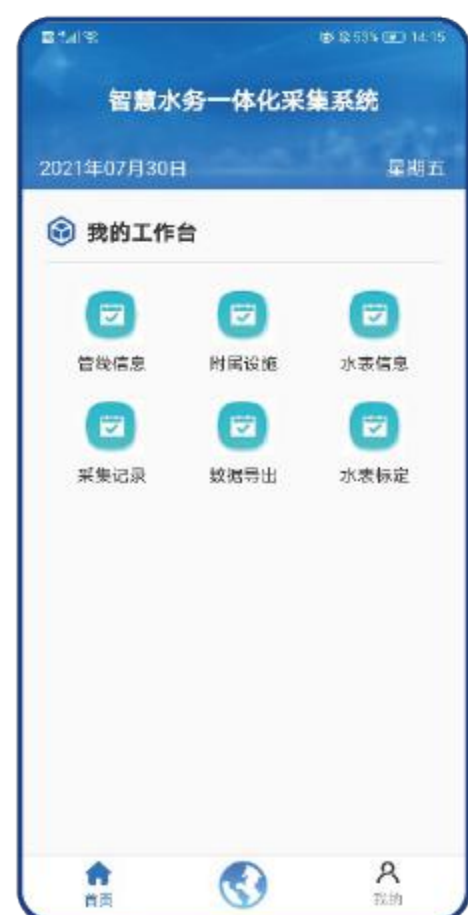 53% 14:15
智慧水务一体化采集系统
2021年07月30日 星期五
我的工作台
管线信息 附属设施 水表信息
采集记录 数据导出 水表标定
首页 我的